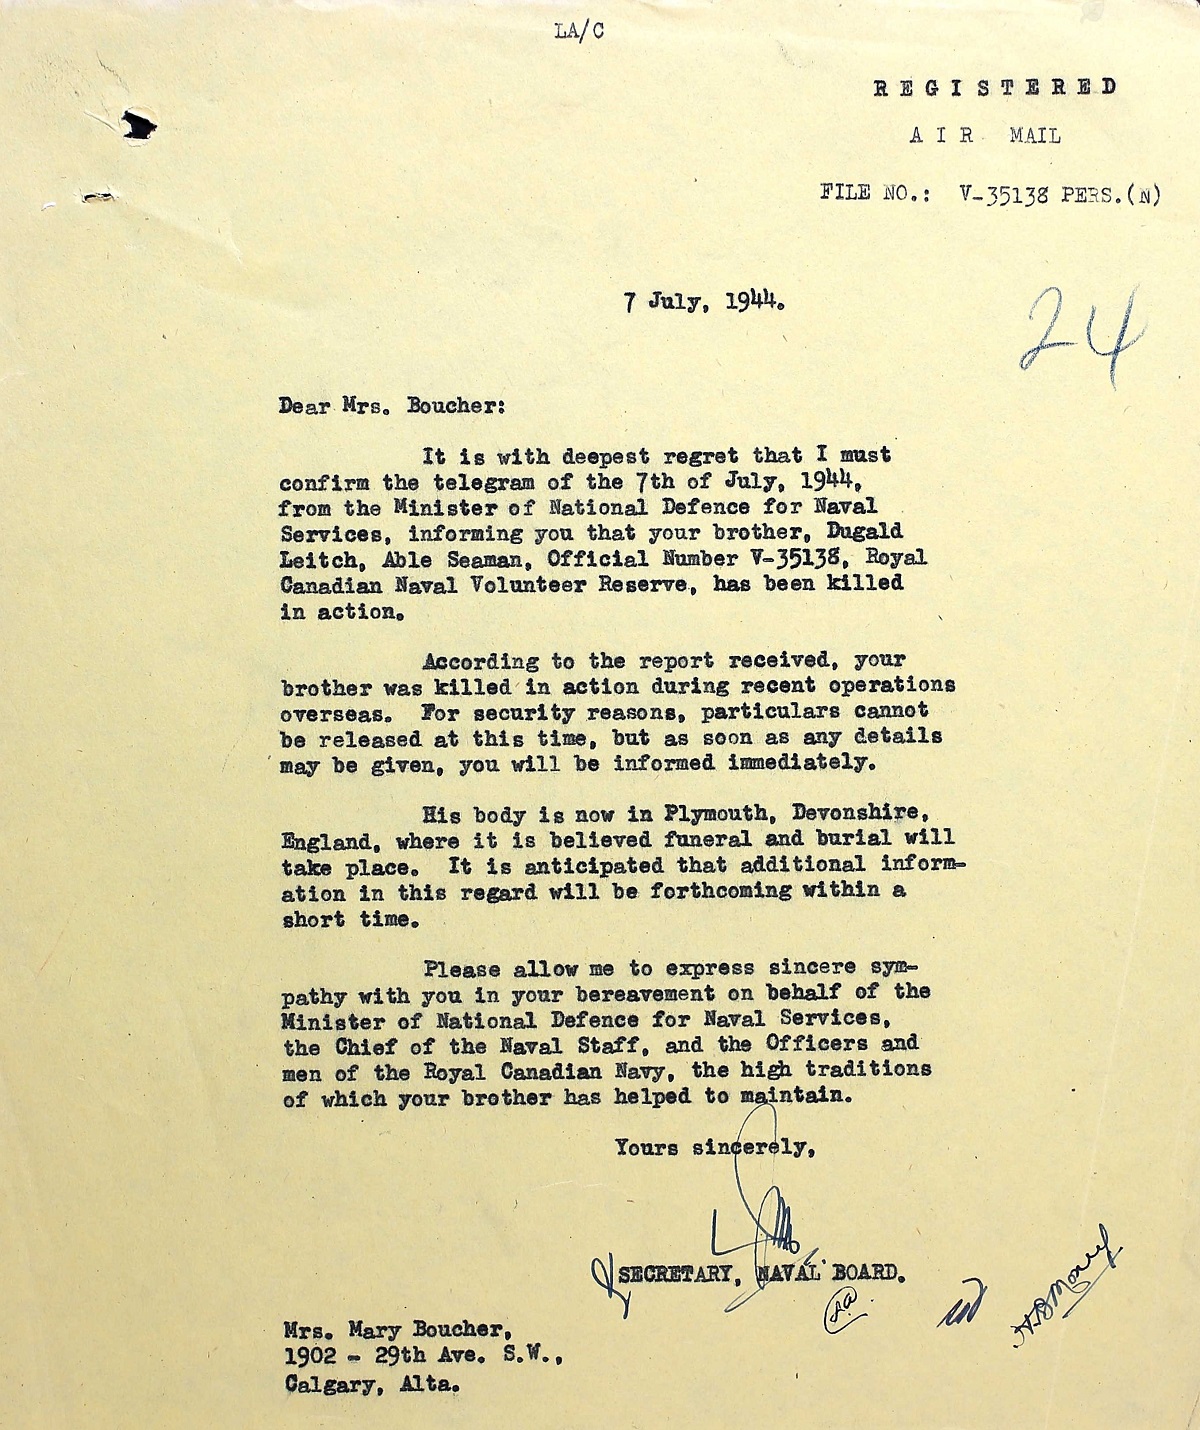 LA/C
REGISTERED
AIR MAIL
FILE NO.: V-35138 PERS.(N)
7 July, 1944.
24
Dear Mrs. Boucher:
It is with deepest regret that I must
confirm the telegram of the 7th of July, 1944,
from the Minister of National Defence for Naval
Services, informing you that your brother, Dugald
Leitch, Able Seaman, Official Number V-35138, Royal
Canadian Naval Volunteer Reserve, has been killed
in action.
According to the report received, your
brother was killed in action during recent operations
overseas. For security reasons, particulars cannot
be released at this time, but as soon as any details
may be given, you will be informed immediately.
His body is now in Plymouth, Devonshire,
England, where it is believed funeral and burial will
take place. It is anticipated that additional inform-
ation in this regard will be forthcoming within a
short time.
Please allow me to express sincere sym-
pathy with you in your bereavement on behalf of the
Minister of National Defence for Naval Services,
the Chief of the Naval Staff, and the Officers and
men of the Royal Canadian Navy, the high traditions
of which your brother has helped to maintain.
Yours sincerely,
SECRETARY, NAVAL BOARD.
Mrs. Mary Boucher,
1902 - 29th Ave. S.W.,
Calgary, Alta.